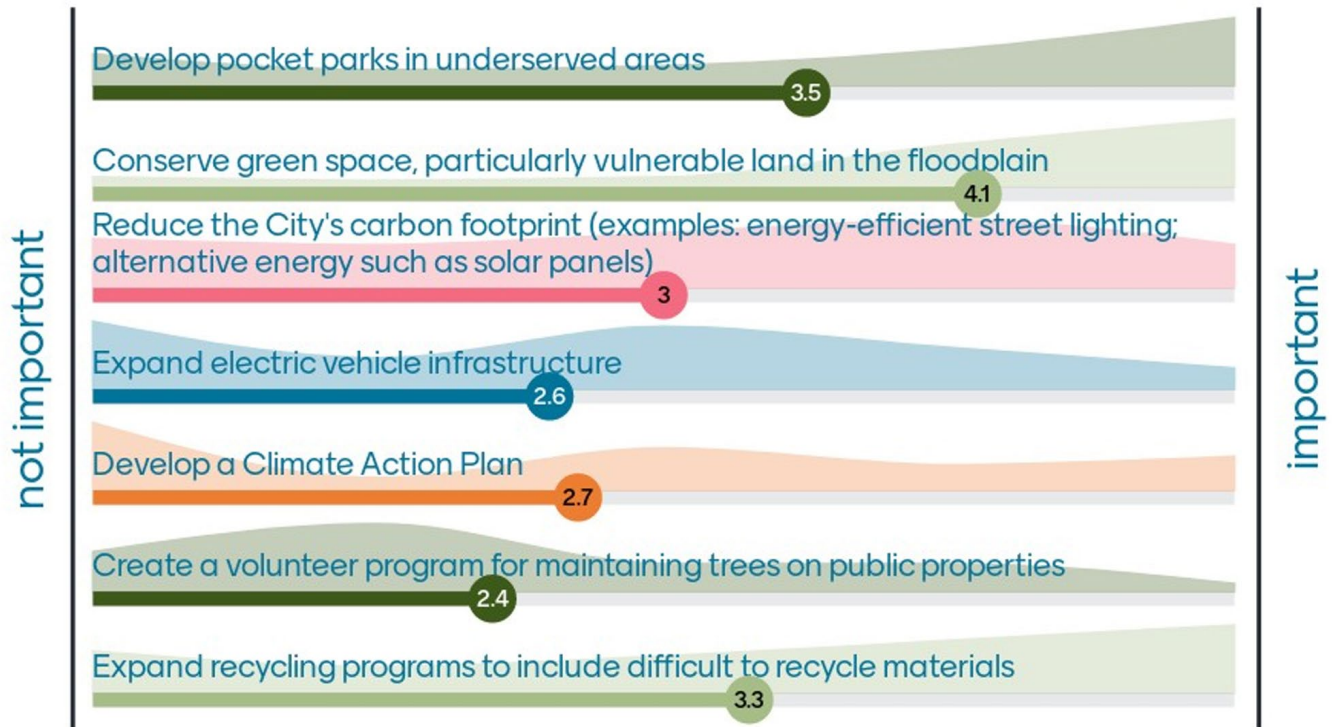 Develop pocket parks in underserved areas
3.5
Conserve green space, particularly vulnerable land in the floodplain
4.1
Reduce the City's carbon footprint (examples: energy-efficient street lighting;
alternative energy such as solar panels)
3
Expand electric vehicle infrastructure
2.6
Develop a Climate Action Plan
2.7
Create a volunteer program for maintaining trees on public properties
2.4
Expand recycling programs to include difficult to recycle materials
3.3
not important
important